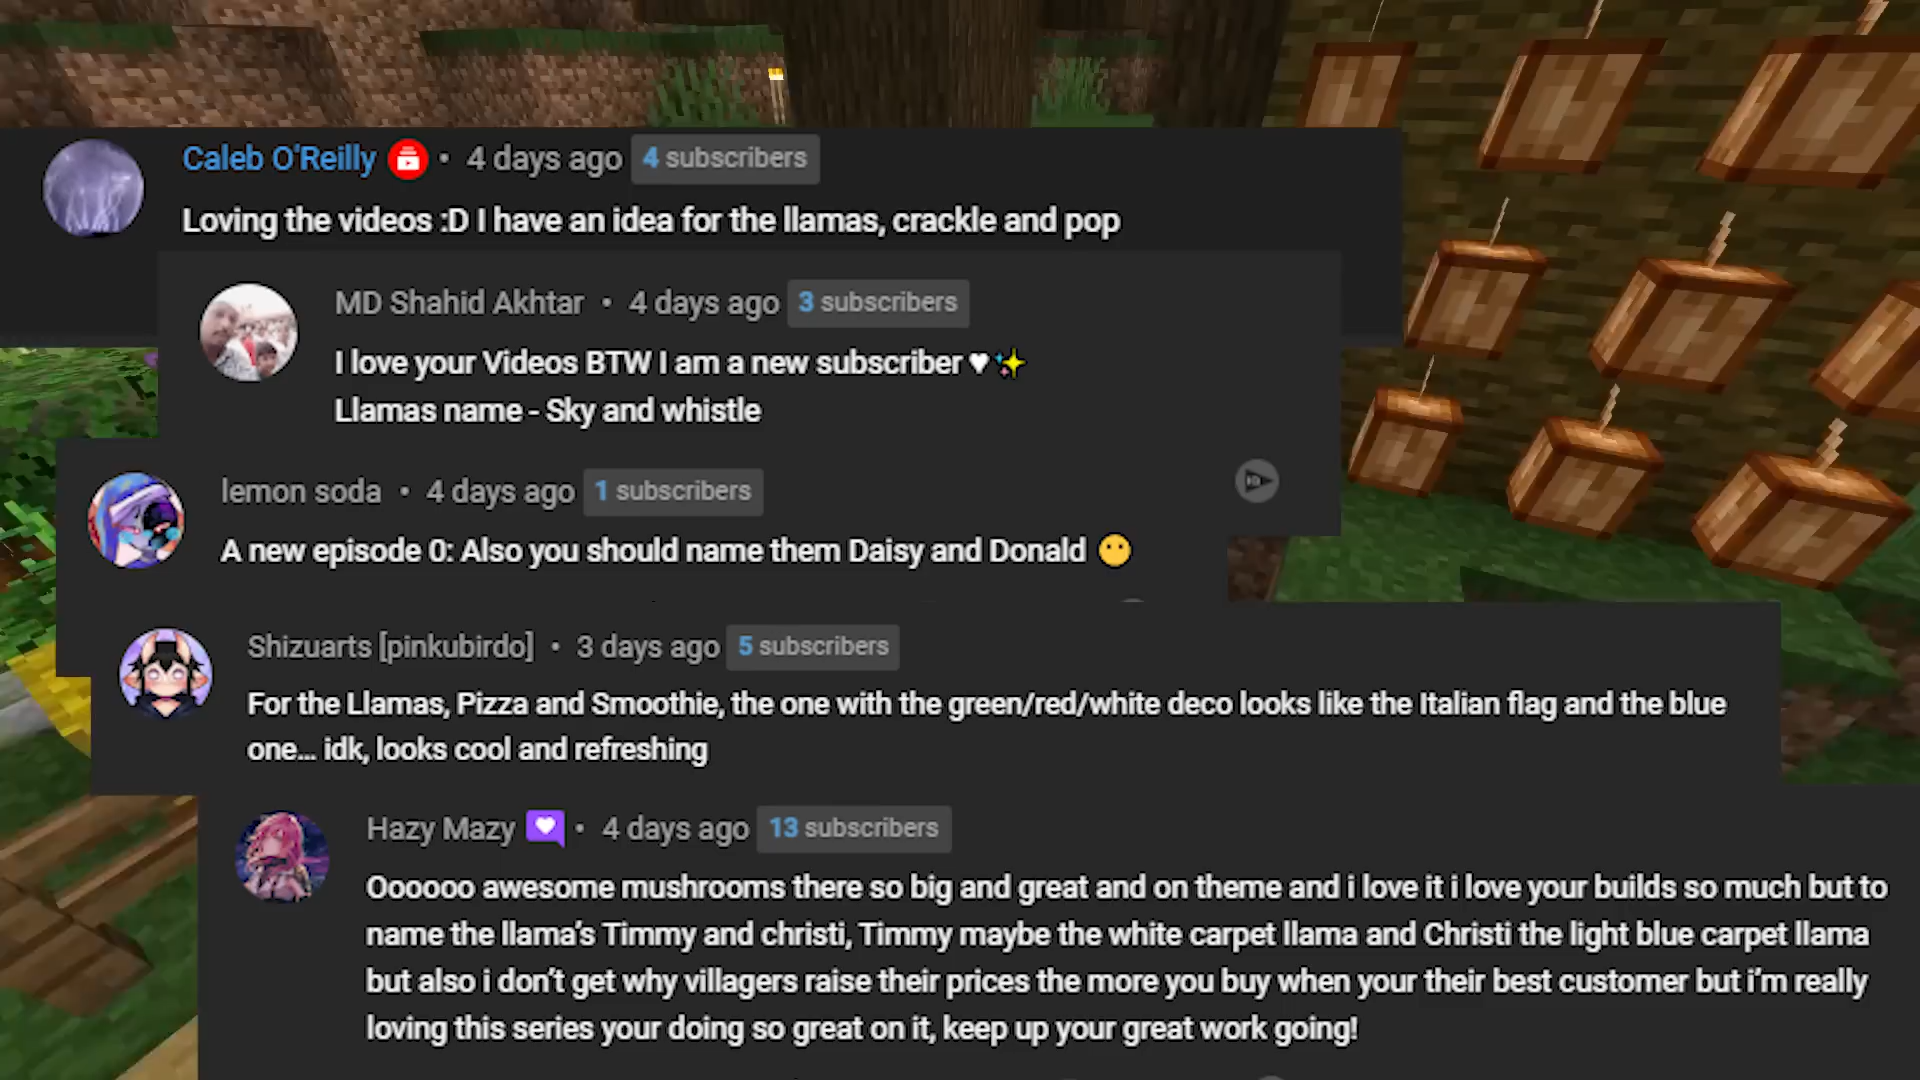 Caleb O'Reilly • 4 days ago 4 subscribers
Loving the videos :D I have an idea for the llamas, crackle and pop
MD Shahid Akhtar • 4 days ago 3 subscribers
I love your Videos BTW I am a new subscriber ♥✨
Llamas name - Sky and whistle
lemon soda • 4 days ago 1 subscribers
A new episode 0: Also you should name them Daisy and Donald 😶
Shizuarts [pinkubirdo] • 3 days ago 5 subscribers
For the Llamas, Pizza and Smoothie, the one with the green/red/white deco looks like the Italian flag and the blue
one... idk, looks cool and refreshing
Hazy Mazy • 4 days ago 13 subscribers
Oooooo awesome mushrooms there so big and great and on theme and i love it i love your builds so much but to
name the llama's Timmy and christi, Timmy maybe the white carpet llama and Christi the light blue carpet llama
but also i don't get why villagers raise their prices the more you buy when your their best customer but i'm really
loving this series your doing so great on it, keep up your great work going!